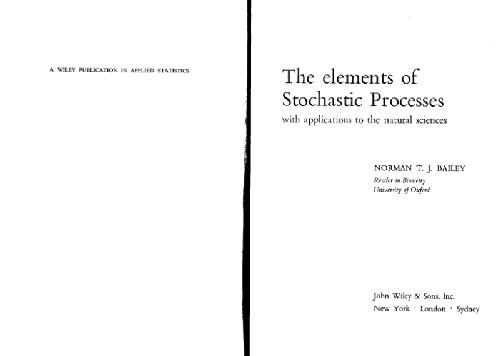 A WILEY PUBLICATION IN APPLIED STATISTICS
The elements of
Stochastic Processes
with applications to the natural sciences
NORMAN T. J. BAILEY
Reader in Biometry
University of Oxford
John Wiley & Sons, Inc.
New York · London · Sydney